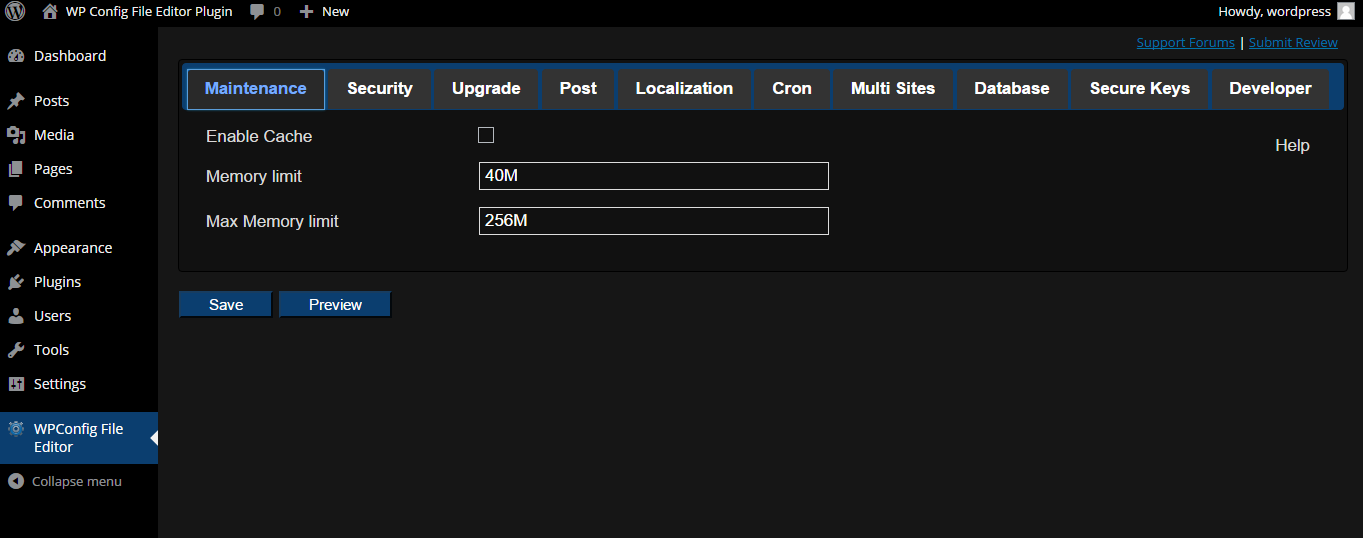 WP Config File Editor Plugin 0 New Howdy, wordpress
Support Forums | Submit Review
Dashboard
Posts
Media
Pages
Comments
Appearance
Plugins
Users
Tools
Settings
WPConfig File
Editor
Collapse menu
Maintenance Security Upgrade Post Localization Cron Multi Sites Database Secure Keys Developer
Enable Cache
Help
Memory limit 40M
Max Memory limit 256M
Save Preview